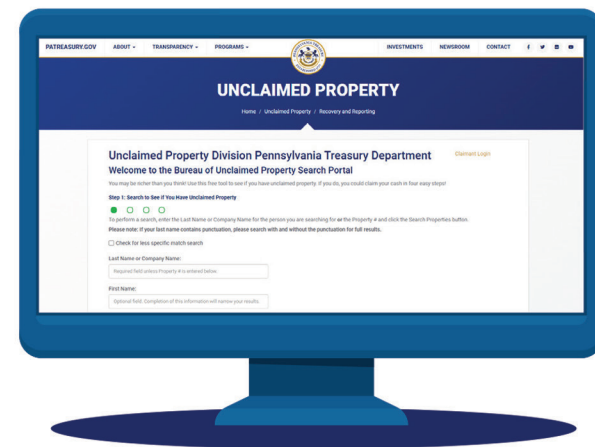 PATREASURY.GOV ABOUT TRANSPARENCY PROGRAMS INVESTMENTS NEWSROOM CONTACT
UNCLAIMED PROPERTY
Home / Unclaimed Property / Recovery and Reporting
Unclaimed Property Division Pennsylvania Treasury Department
Claimant Login
Welcome to the Bureau of Unclaimed Property Search Portal
You may be richer than you think! Use this free tool to see if you have unclaimed property. If you do, you could claim your cash in four easy steps!
Step 1: Search to See If You Have Unclaimed Property
To perform a search, enter the Last Name or Company Name for the person you are searching for or the Property # and click the Search Properties button.
Please note: If your last name contains punctuation, please search with and without the punctuation for full results.
Check for less specific match search
Last Name or Company Name:
Required field unless Property # is entered below.
First Name:
Optional field. Completion of this information will narrow your results.